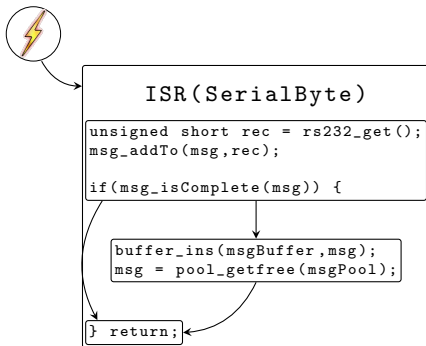 ISR(SerialByte)
unsigned short rec = rs232_get();
msg_addTo(msg,rec);
if(msg_isComplete(msg)) {
buffer_ins(msgBuffer,msg);
msg = pool_getfree(msgPool);
} return;